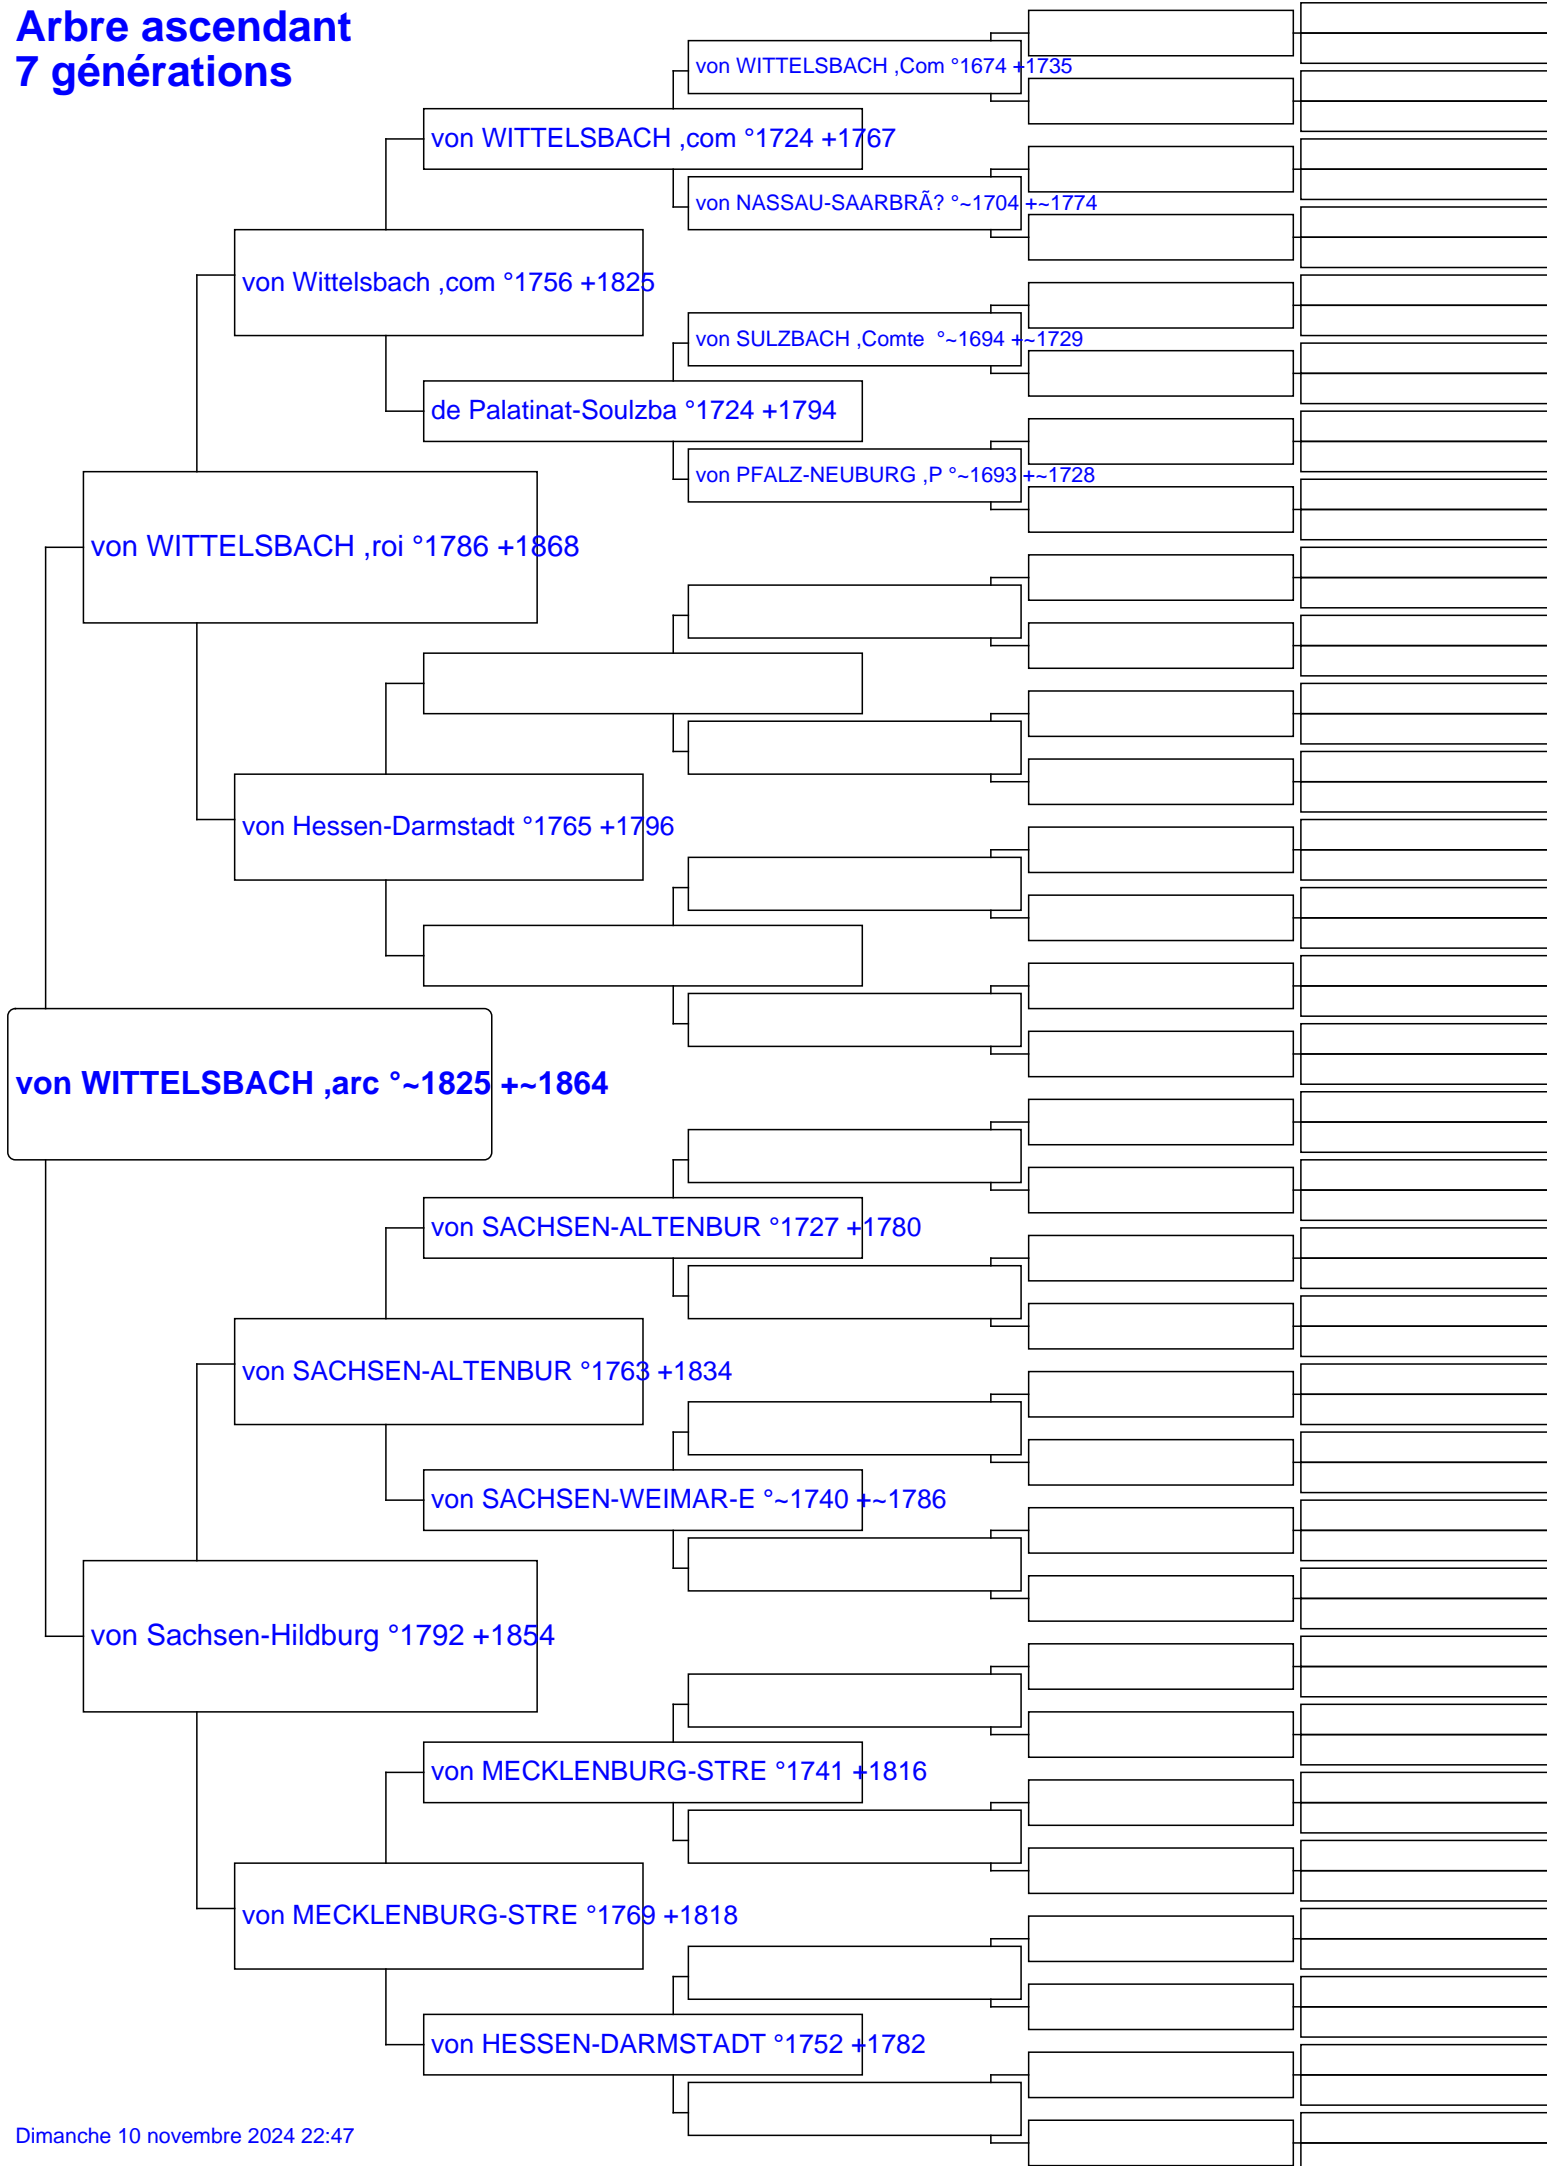 Arbre ascendant
7 générations
von WITTELSBACH ,Com °1674 +1735
von WITTELSBACH ,com °1724 +1767
von NASSAU-SAARBRÃ? °~1704 +~1774
von Wittelsbach ,com °1756 +1825
von SULZBACH ,Comte  °~1694 +~1729
de Palatinat-Soulzba °1724 +1794
von PFALZ-NEUBURG ,P °~1693 +~1728
von WITTELSBACH ,roi °1786 +1868
von Hessen-Darmstadt °1765 +1796
von WITTELSBACH ,arc °~1825 +~1864
von SACHSEN-ALTENBUR °1727 +1780
von SACHSEN-ALTENBUR °1763 +1834
von SACHSEN-WEIMAR-E °~1740 +~1786
von Sachsen-Hildburg °1792 +1854
von MECKLENBURG-STRE °1741 +1816
von MECKLENBURG-STRE °1769 +1818
von HESSEN-DARMSTADT °1752 +1782
Dimanche 10 novembre 2024 22:47